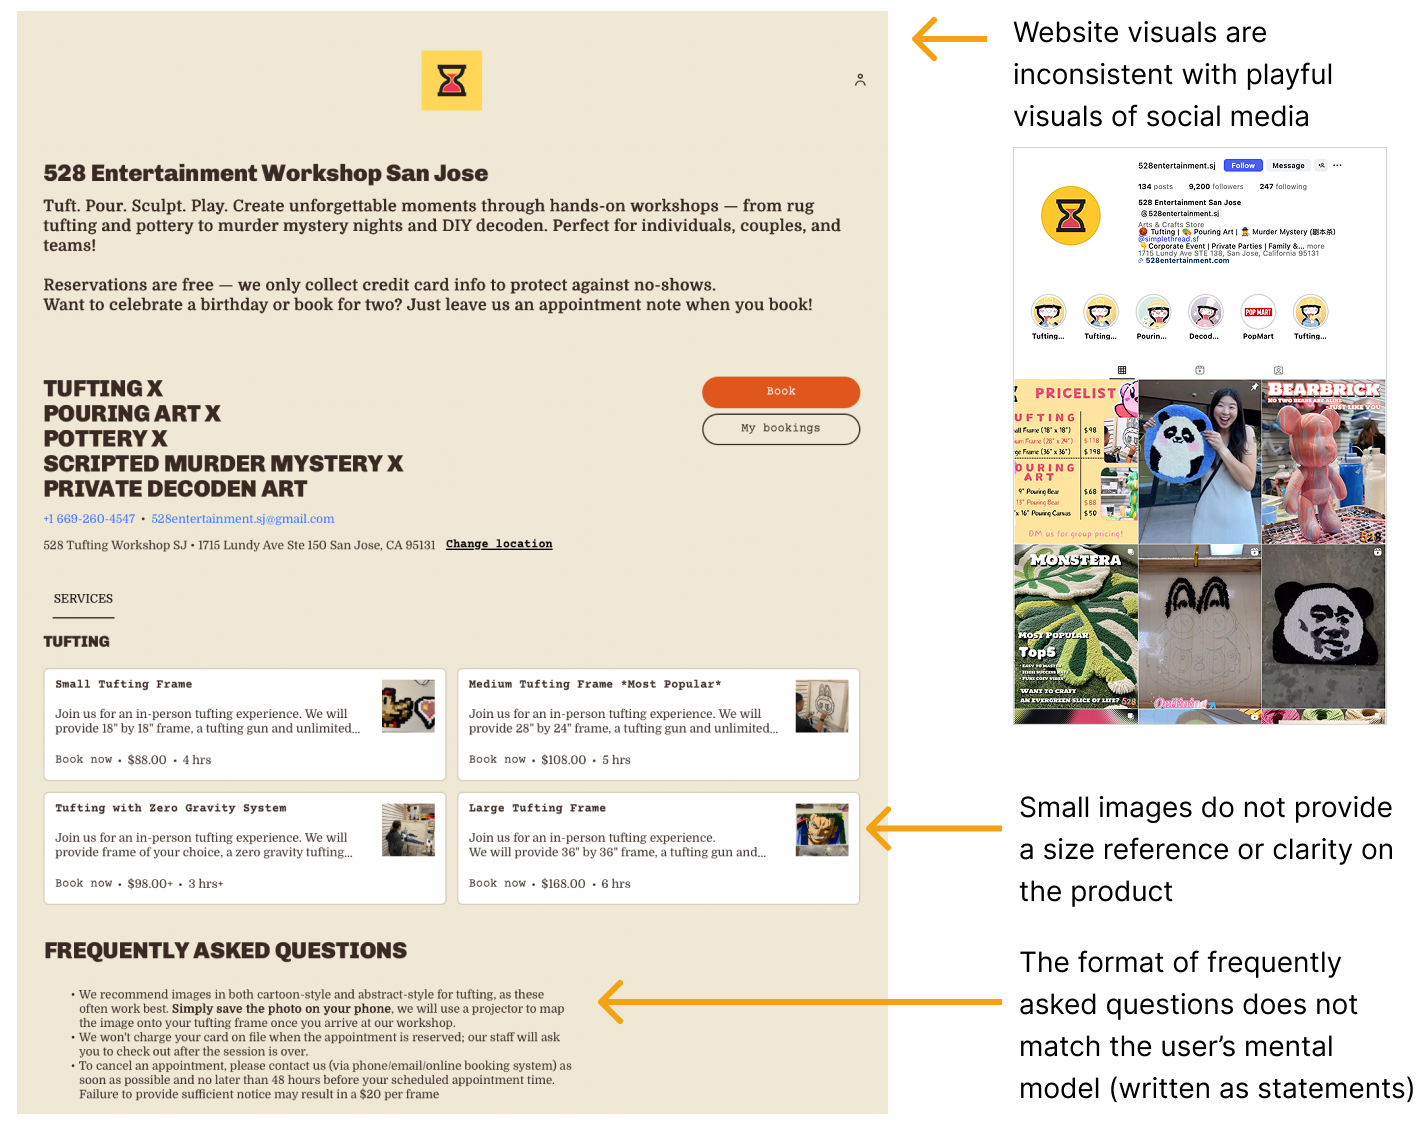 528 Entertainment Workshop San Jose
Tuft. Pour. Sculpt. Play. Create unforgettable moments through hands-on workshops — from rug
tufting and pottery to murder mystery nights and DIY decoden. Perfect for individuals, couples, and
teams!
Reservations are free — we only collect credit card info to protect against no-shows.
Want to celebrate a birthday or book for two? Just leave us an appointment note when you book!
TUFTING X
POURING ART X
POTTERY X
SCRIPTED MURDER MYSTERY X
PRIVATE DECODEN ART
Book
My bookings
+1 669-260-4547 • 528entertainment.sj@gmail.com
528 Tufting Workshop SJ • 1715 Lundy Ave Ste 150 San Jose, CA 95131 Change location
SERVICES
TUFTING
Small Tufting Frame
Join us for an in-person tufting experience. We will
provide 18" by 18" frame, a tufting gun and unlimited...
Book now • $88.00 • 4 hrs
Medium Tufting Frame *Most Popular*
Join us for an in-person tufting experience. We will
provide 28" by 24" frame, a tufting gun and unlimited...
Book now • $108.00 • 5 hrs
Tufting with Zero Gravity System
Join us for an in-person tufting experience. We will
provide frame of your choice, a zero gravity tufting...
Book now • $98.00+ • 3 hrs+
Large Tufting Frame
Join us for an in-person tufting experience.
We will provide 36" by 36" frame, a tufting gun and...
Book now • $168.00 • 6 hrs
FREQUENTLY ASKED QUESTIONS
• We recommend images in both cartoon-style and abstract-style for tufting, as these
often work best. Simply save the photo on your phone, we will use a projector to map
the image onto your tufting frame once you arrive at our workshop.
• We won't charge your card on file when the appointment is reserved; our staff will ask
you to check out after the session is over.
• To cancel an appointment, please contact us (via phone/email/online booking system) as
soon as possible and no later than 48 hours before your scheduled appointment time.
Failure to provide sufficient notice may result in a $20 per frame
Website visuals are
inconsistent with playful
visuals of social media
528entertainment.sj Follow Message ...
134 posts 9,200 followers 247 following
528 Entertainment San Jose
@528entertainment.sj
Arts & Crafts Store
Tufting | Pouring Art | Murder Mystery (剧本杀)
@simplethread.sf
Corporate Event | Private Parties | Family &... more
1715 Lundy Ave STE 138, San Jose, California 95131
528entertainment.com
Tufting... Tufting... Pourin... Decod... PopMart Tufting...
POP MART
PRICELIST
UFTING
all Frame (18" x 18") $98
um Frame (28" x 24") $118
ge Frame (36" x 36") $198
OURING
ART
9" Pouring Bear $68
13" Pouring Bear $88
" x 16" Pouring Canvas $50
DM us for group pricing!
BEARBRICK
NO TWO BEARS ARE ALIKE
JUST LIKE YOU
528
MONSTERA
MOST POPULAR
Top5
• EASY TO MASTER
• HIGH SUCCESS RATE
• PURE COZY VIBES
WANT TO CRAFT
AN EVERGREEN SLICE OF LIFE? 528
Outlining
Small images do not provide
a size reference or clarity on
the product
The format of frequently
asked questions does not
match the user's mental
model (written as statements)